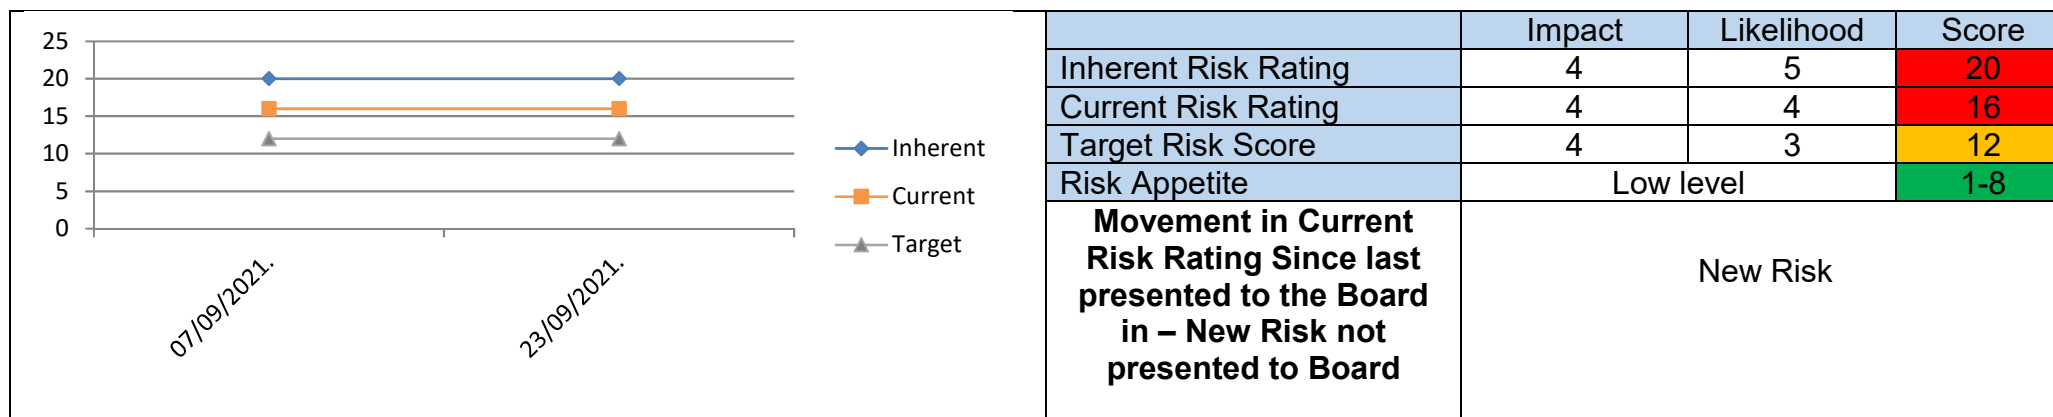 25
20
15
10
5
0
07/09/2021.
23/09/2021.
Inherent
Current
Target
Impact Likelihood Score
Inherent Risk Rating 4 5 20
Current Risk Rating 4 4 16
Target Risk Score 4 3 12
Risk Appetite Low level 1-8
Movement in Current
Risk Rating Since last
presented to the Board
in – New Risk not
presented to Board
New Risk